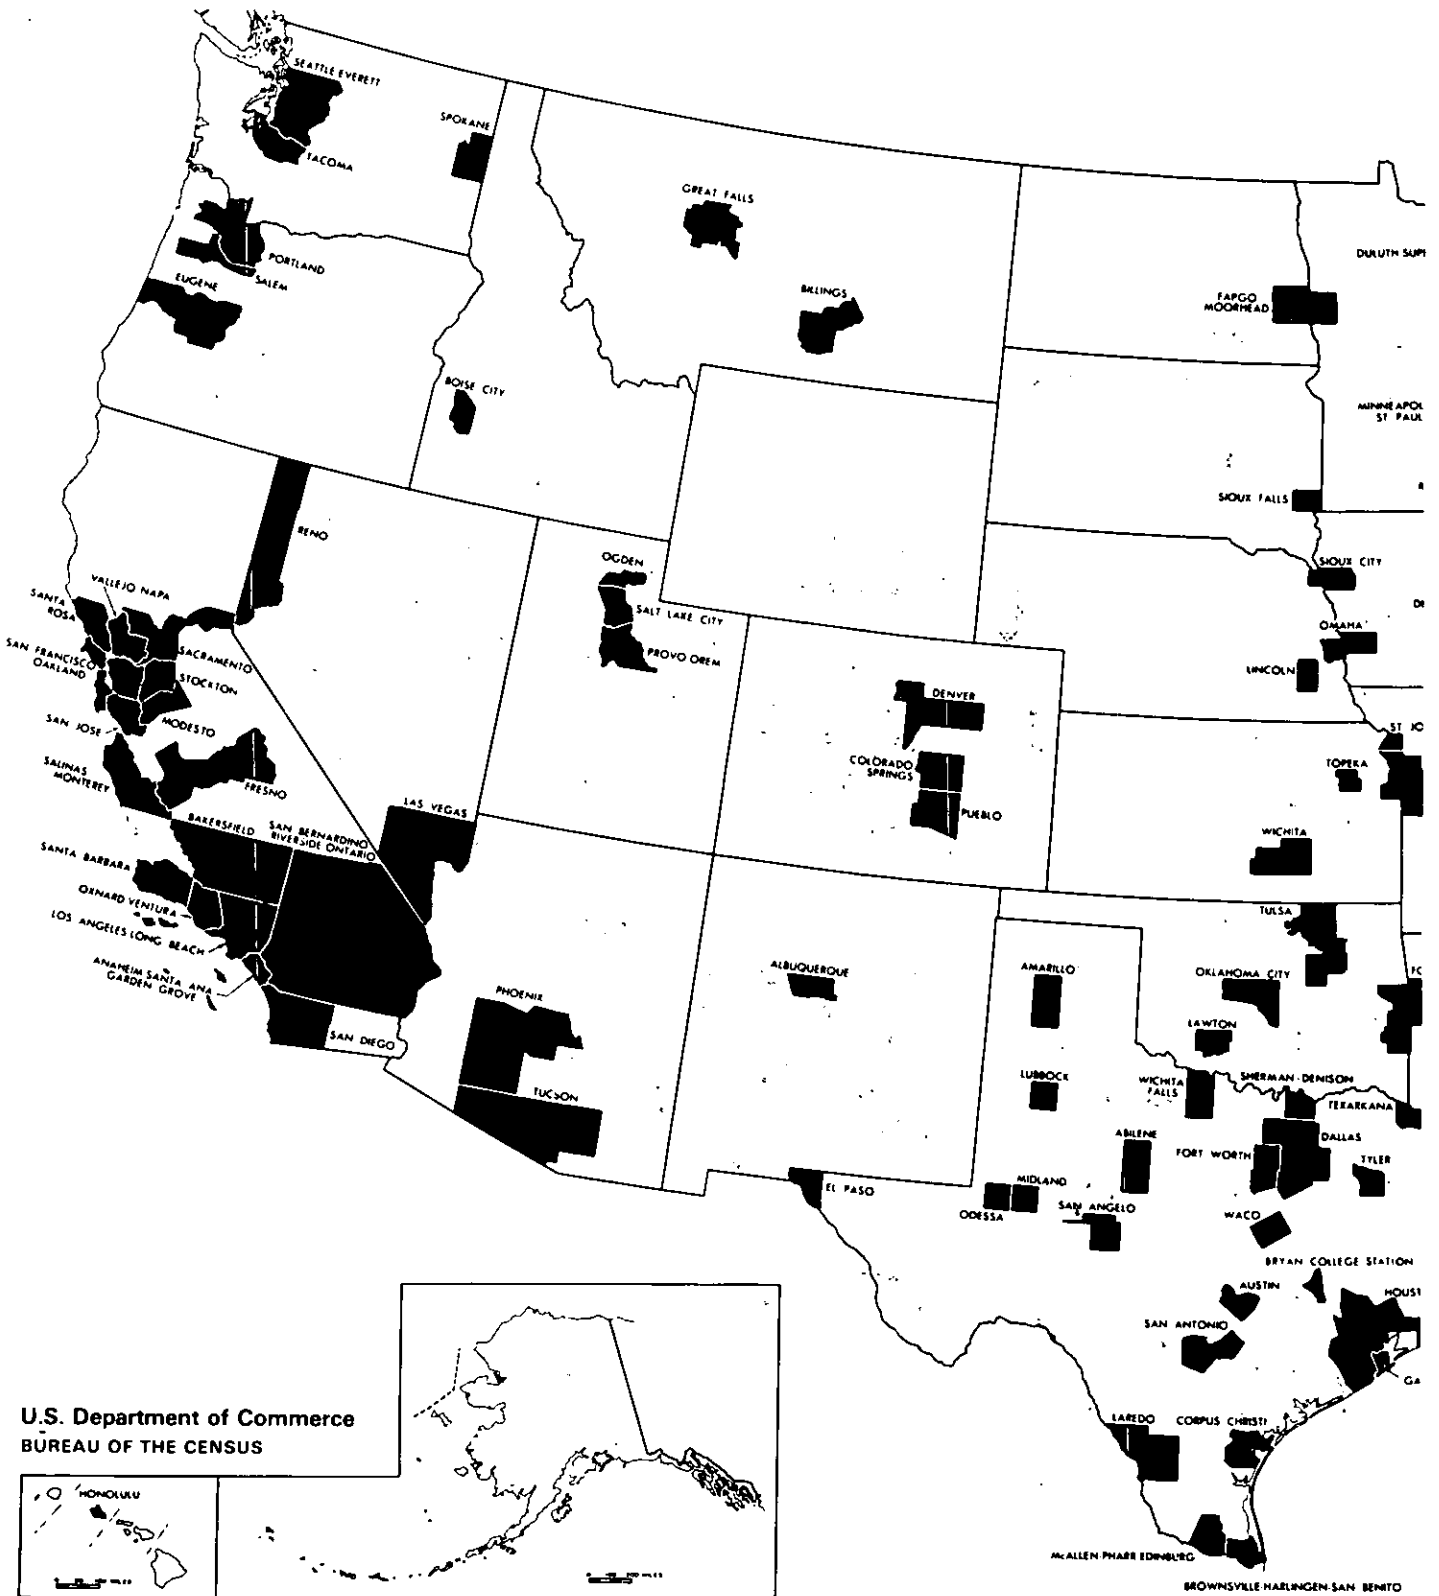 SEATTLE EVERETT
SPOKANE
TACOMA
GREAT FALLS
PORTLAND
SALEM
EUGENE
BILLINGS
DULUTH SUP
FAPGO
MOORHEAD
BOISE CITY
MINNEAPOL
ST PAUL
SIOUX FALLS
RENO
OGDEN
SIOUX CITY
VALLEJO NAPA
SANTA
ROSA
SALT LAKE CITY
OMAHA
SAN FRANCISCO
OAKLAND
SACRAMENTO
PROVO OREM
LINCOLN
STOCKTON
DENVER
SAN JOSE
MODESTO
ST JO
SALINAS
MONTEREY
COLORADO
SPRINGS
TOPEKA
FRESNO
LAS VEGAS
PUEBLO
BAKERSFIELD
SAN BERNARDINO
RIVERSIDE ONTARIO
WICHITA
SANTA BARBARA
OXNARD VENTURA
TULSA
LOS ANGELES LONG BEACH
ANAHEIM SANTA ANA
GARDEN GROVE
ALBUQUERQUE
AMARILLO
OKLAHOMA CITY
PHOENIX
LAWTON
SAN DIEGO
LUBBOCK
WICHITA
FALLS
SHERMAN-DENISON
TUCSON
TEXARKANA
ABILENE
FORT WORTH
DALLAS
TYLER
EL PASO
MIDLAND
ODESSA
SAN ANGELO
WACO
BRYAN COLLEGE STATION
AUSTIN
HOUST
SAN ANTONIO
GA
U.S. Department of Commerce
BUREAU OF THE CENSUS
LAREDO
CORPUS CHRISTI
HONOLULU
McALLEN-PHARR EDINBURG
BROWNSVILLE-HARLINGEN-SAN BENITO